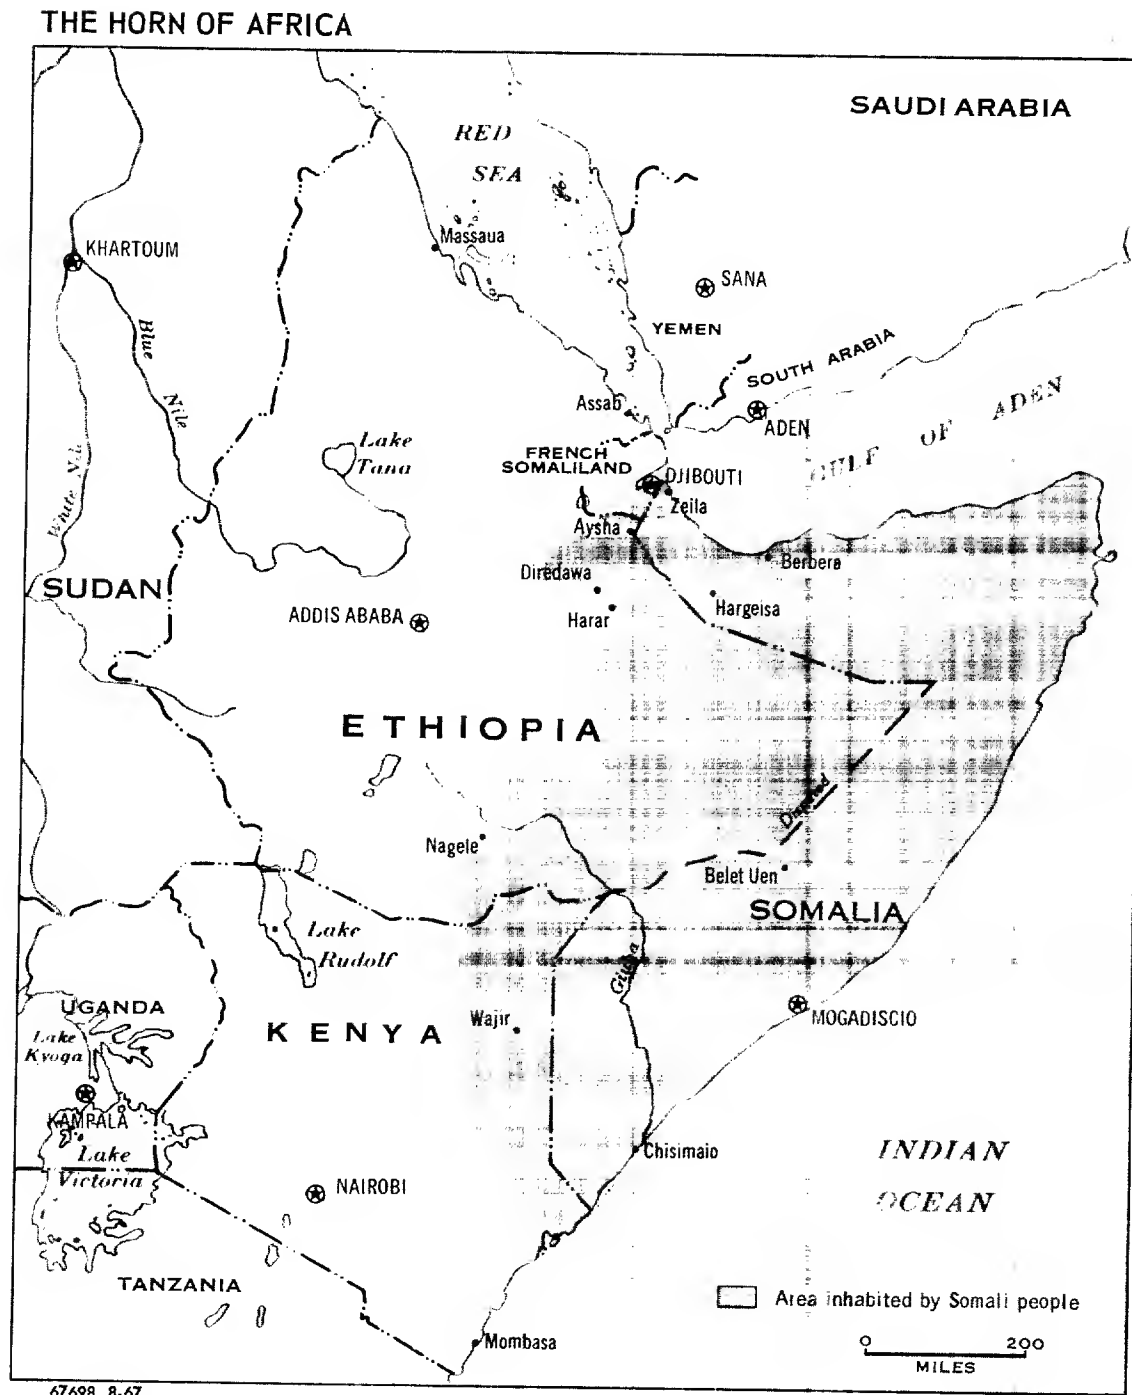 THE HORN OF AFRICA
SAUDI ARABIA
RED
SEA
Massaua
KHARTOUM
SANA
YEMEN
Blue
Nile
SOUTH ARABIA
Assab
ADEN
GULF OF ADEN
Lake
Tana
FRENCH
SOMALILAND
DJIBOUTI
Zeila
White Nile
Aysha
Berbera
SUDAN
Diredawa
Harar
Hargeisa
ADDIS ABABA
ETHIOPIA
Disputed
Nagele
Belet Uen
SOMALIA
Lake
Rudolf
Giuba
UGANDA
Lake
Kyoga
KENYA
Wajir
MOGADISCIO
KAMPALA
Lake
Victoria
Chisimaio
INDIAN
OCEAN
NAIROBI
TANZANIA
Area inhabited by Somali people
Mombasa
0 200
MILES
67698 8-67